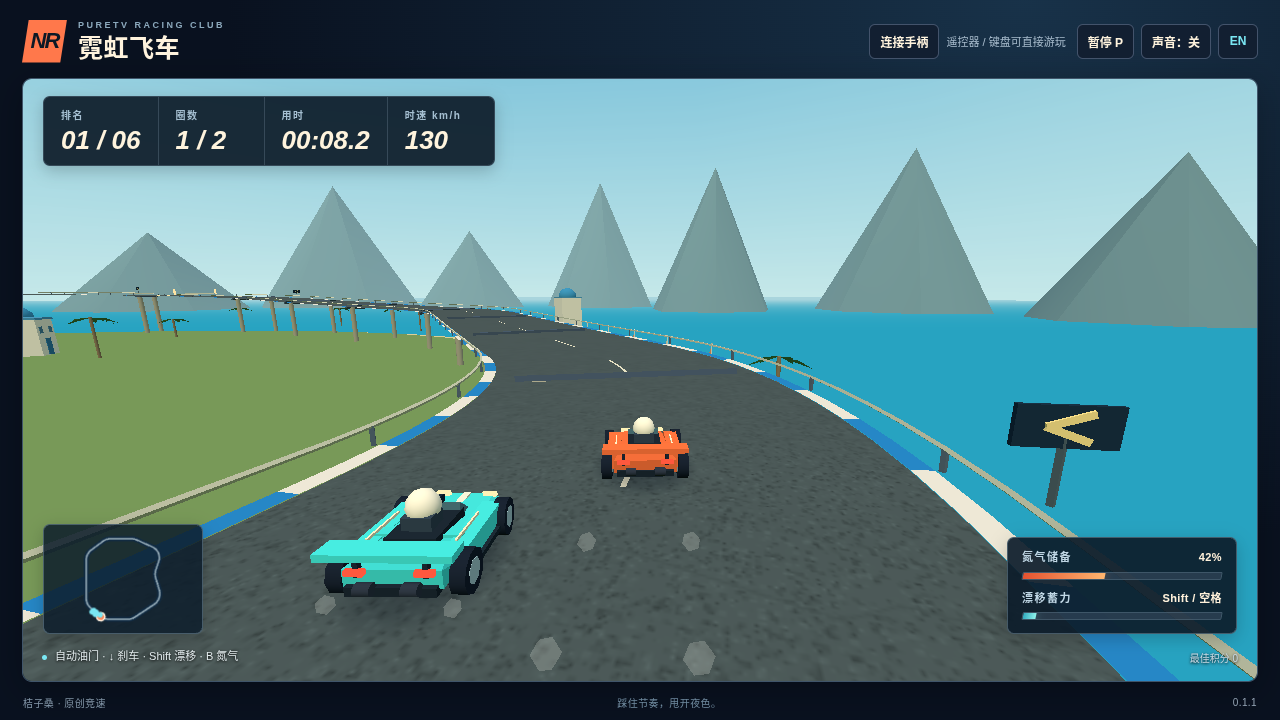 NR
PURETV RACING CLUB
霓虹飞车
连接手柄
遥控器 / 键盘可直接游玩
暂停 P
声音：关
EN
排名
01 / 06
圈数
1 / 2
用时
00:08.2
时速 km/h
130
氮气储备
42%
漂移蓄力
Shift / 空格
自动油门 · ↓ 刹车 · Shift 漂移 · B 氮气
最佳积分 0
桔子桑 · 原创竞速
踩住节奏，甩开夜色。
0.1.1